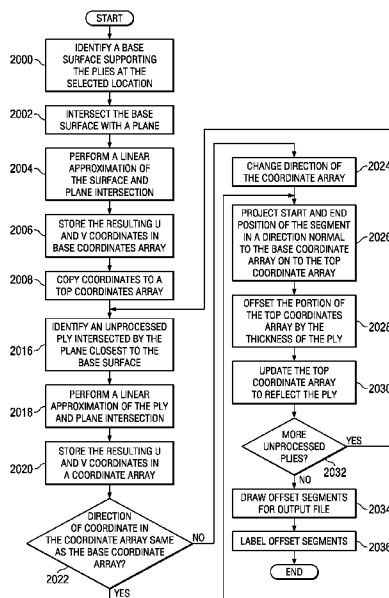 START
2000
IDENTIFY A BASE
SURFACE SUPPORTING
THE PLIES AT THE
SELECTED LOCATION
2002
INTERSECT THE BASE
SURFACE WITH A PLANE
2004
PERFORM A LINEAR
APPROXIMATION OF
THE SURFACE AND
PLANE INTERSECTION
2006
STORE THE RESULTING U
AND V COORDINATES IN
BASE COORDINATES ARRAY
2008
COPY COORDINATES TO A
TOP COORDINATES ARRAY
2016
IDENTIFY AN UNPROCESSED
PLY INTERSECTED BY THE
PLANE CLOSEST TO THE
BASE SURFACE
2018
PERFORM A LINEAR
APPROXIMATION OF THE PLY
AND PLANE INTERSECTION
2020
STORE THE RESULTING U
AND V COORDINATES IN
A COORDINATE ARRAY
DIRECTION
OF COORDINATE IN
THE COORDINATE ARRAY SAME
AS THE BASE COORDINATE
ARRAY?
2022
NO
YES
CHANGE DIRECTION OF
THE COORDINATE ARRAY
2024
PROJECT START AND END
POSITION OF THE SEGMENT
IN A DIRECTION NORMAL
TO THE BASE COORDINATE
ARRAY ON TO THE TOP
COORDINATE ARRAY
2026
OFFSET THE PORTION OF
THE TOP COORDINATES
ARRAY BY THE
THICKNESS OF THE PLY
2028
UPDATE THE TOP
COORDINATE ARRAY
TO REFLECT THE PLY
2030
MORE
UNPROCESSED
PLIES?
YES
2032
NO
DRAW OFFSET SEGMENTS
FOR OUTPUT FILE
2034
LABEL OFFSET SEGMENTS
2036
END